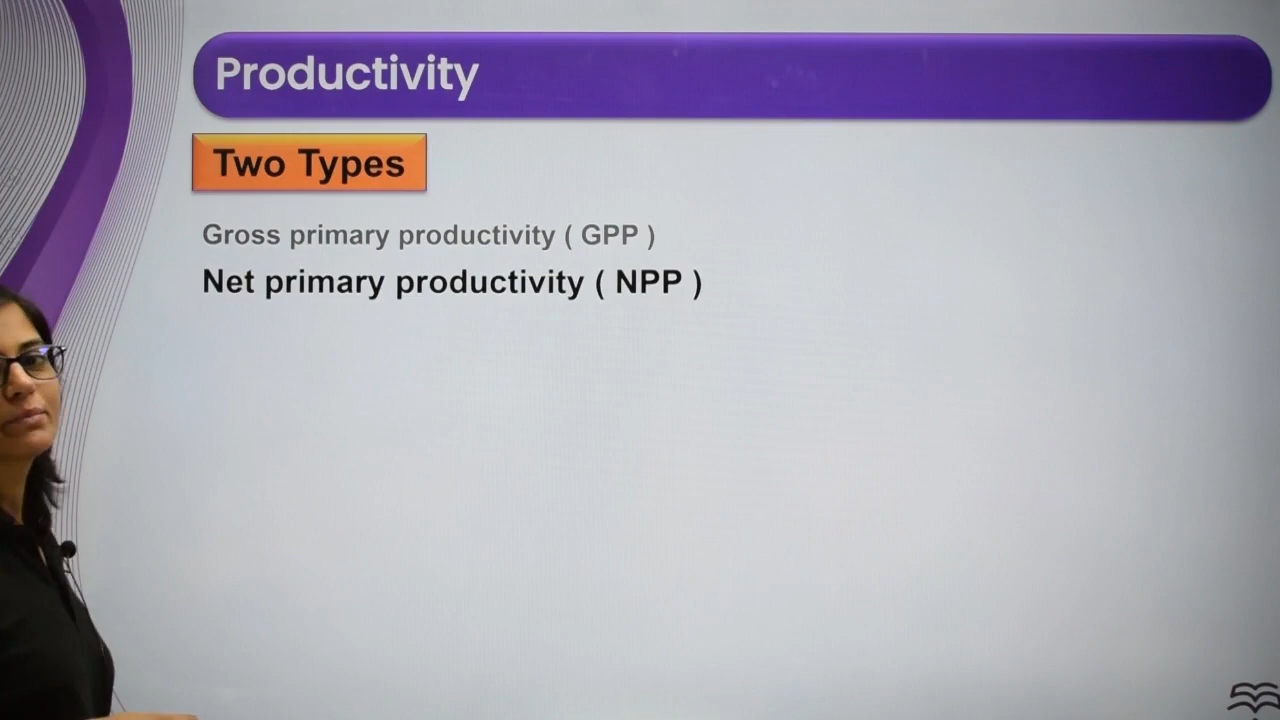 Productivity
Two Types
Gross primary productivity ( GPP )
Net primary productivity ( NPP )